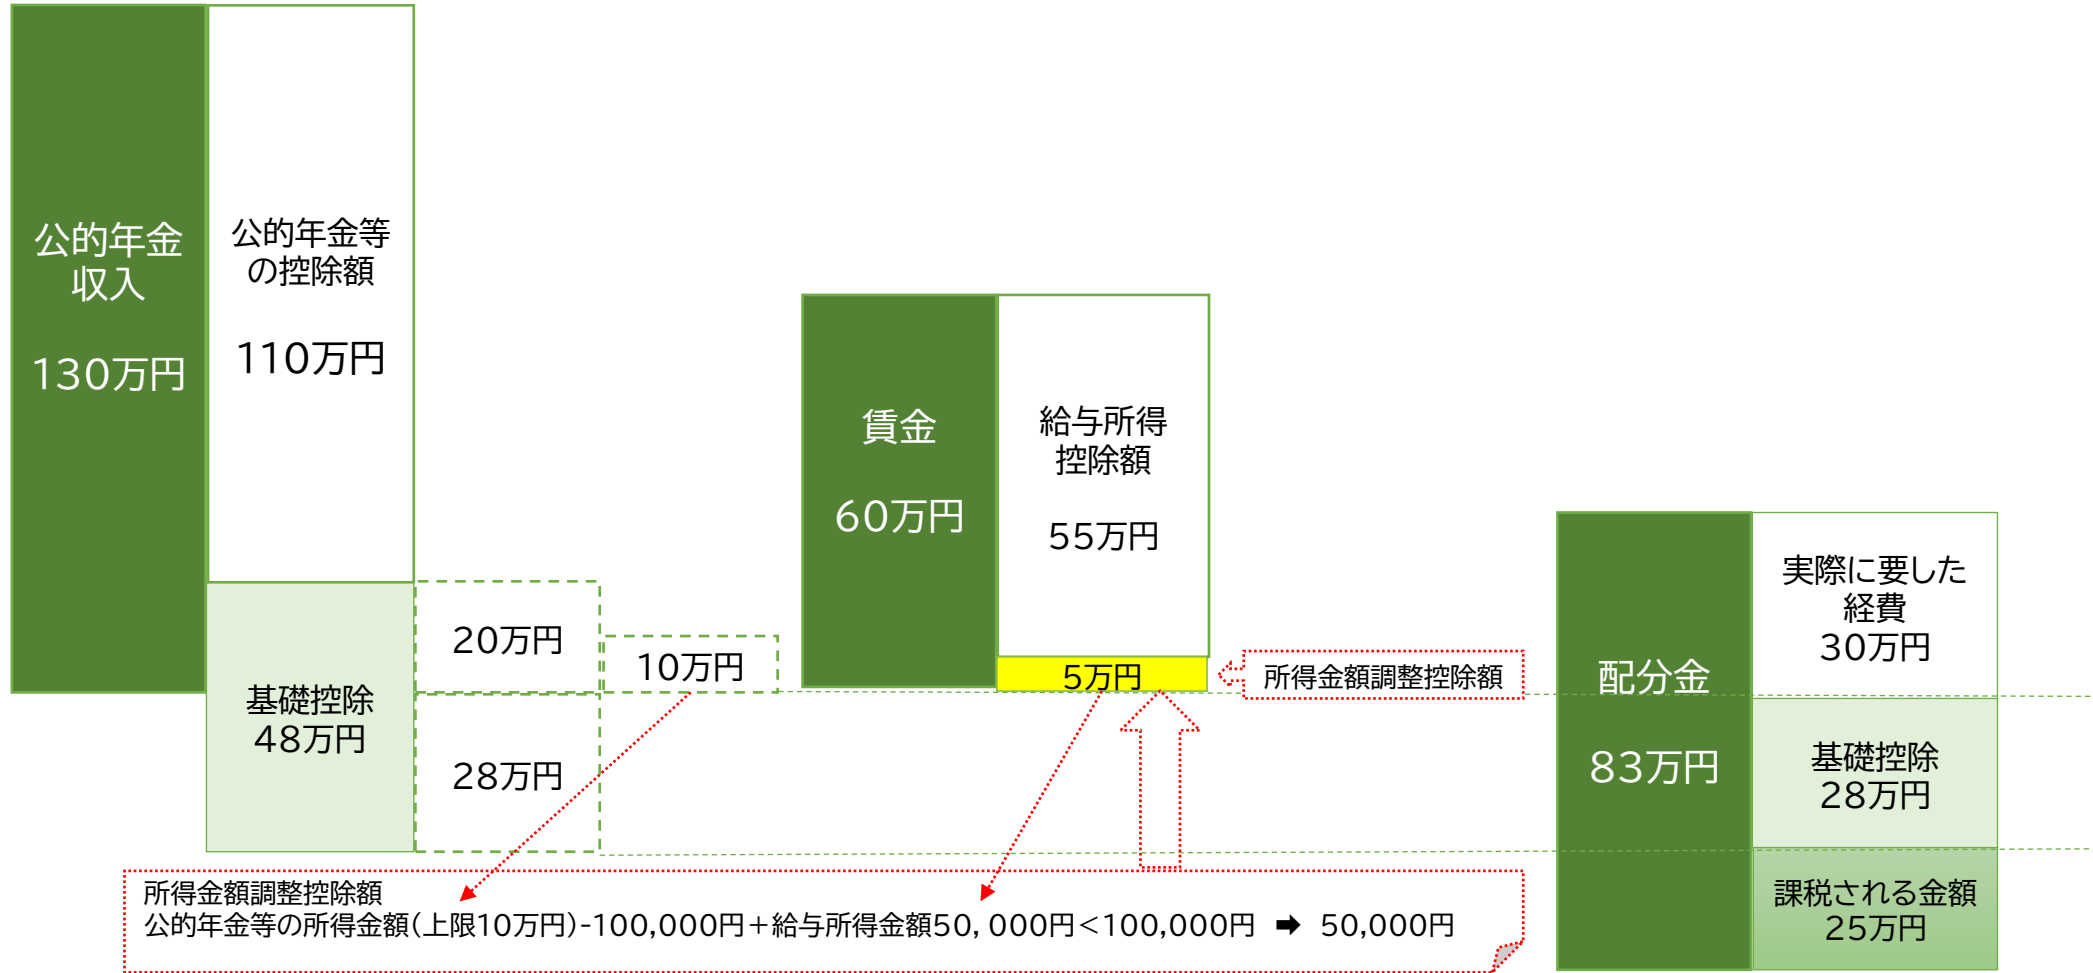 公的年金
収入
130万円
公的年金等
の控除額
110万円
基礎控除
48万円
20万円
10万円
28万円
賃金
60万円
給与所得
控除額
55万円
5万円
所得金額調整控除額
配分金
83万円
実際に要した
経費
30万円
基礎控除
28万円
課税される金額
25万円
所得金額調整控除額
公的年金等の所得金額(上限10万円)-100,000円+給与所得金額50,000円<100,000円 ➡ 50,000円